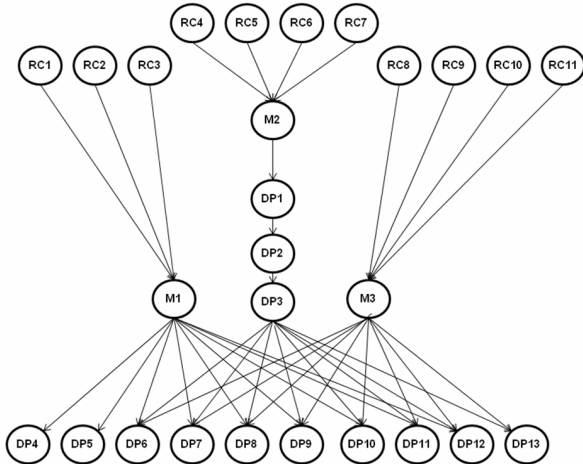 RC4 RC5 RC6 RC7
RC1 RC2 RC3 RC8 RC9 RC10 RC11
M2
DP1
DP2
M1 DP3 M3
DP4 DP5 DP6 DP7 DP8 DP9 DP10 DP11 DP12 DP13